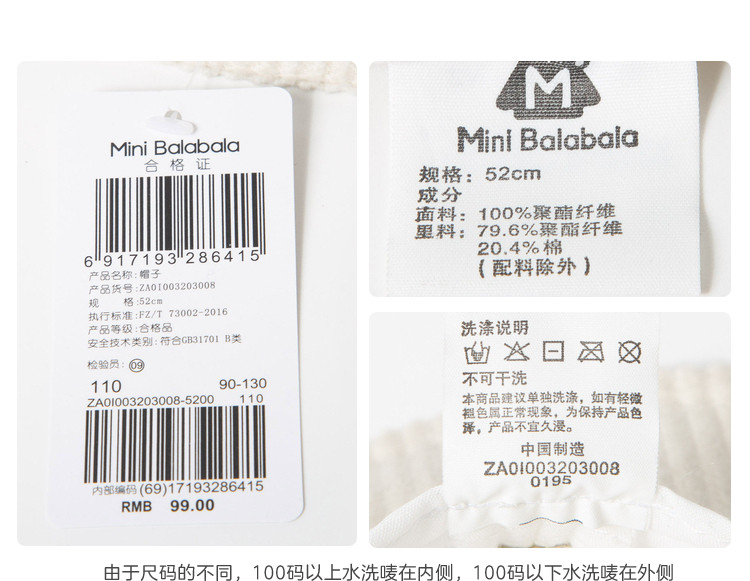 Mini Balabala
合格证
6 917193 286415
产品名称:帽子
产品货号:ZA0I003203008
规 格:52cm
执行标准:FZ/T 73002-2016
产品等级:合格品
安全技术类别:符合GB31701 B类
检验员:09
110 90-130
ZA0I003203008-5200 110
内部编码(69)17193286415
RMB 99.00
M
Mini Balabala
规格:52cm
成分
面料:100%聚酯纤维
里料:79.6%聚酯纤维
20.4%棉
(配料除外)
洗涤说明
不可干洗
本商品建议单独洗涤,如有轻微
褪色属正常现象,为保持产品色
泽,产品不宜久浸。
中国制造
ZA0I003203008
0195
由于尺码的不同,100码以上水洗唛在内侧,100码以下水洗唛在外侧